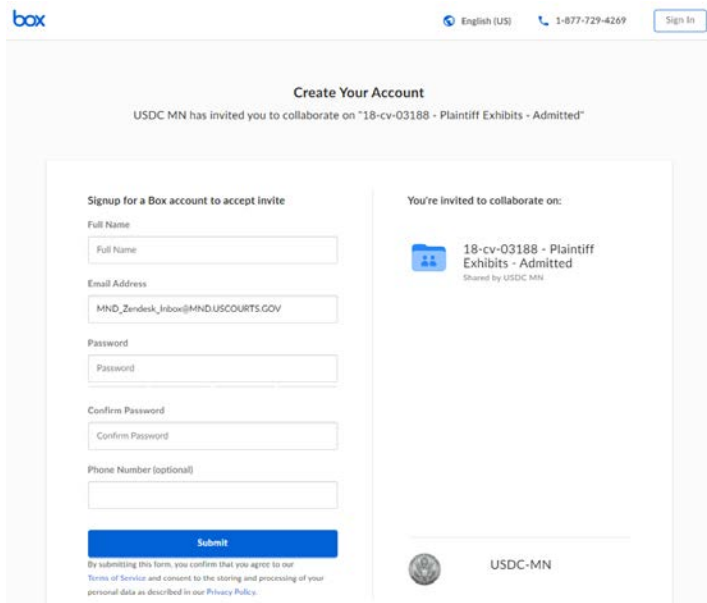 box
English (US)
1-877-729-4269
Sign In
Create Your Account
USDC MN has invited you to collaborate on "18-cv-03188 - Plaintiff Exhibits - Admitted"
Signup for a Box account to accept invite
Full Name
Full Name
Email Address
MND_Zendesk_Inbox@MND.USCOURTS.GOV
Password
Password
Confirm Password
Confirm Password
Phone Number (optional)
Submit
By submitting this form, you confirm that you agree to our
Terms of Service and consent to the storing and processing of your
personal data as described in our Privacy Policy.
You're invited to collaborate on:
18-cv-03188 - Plaintiff
Exhibits - Admitted
Shared by USDC MN
USDC-MN